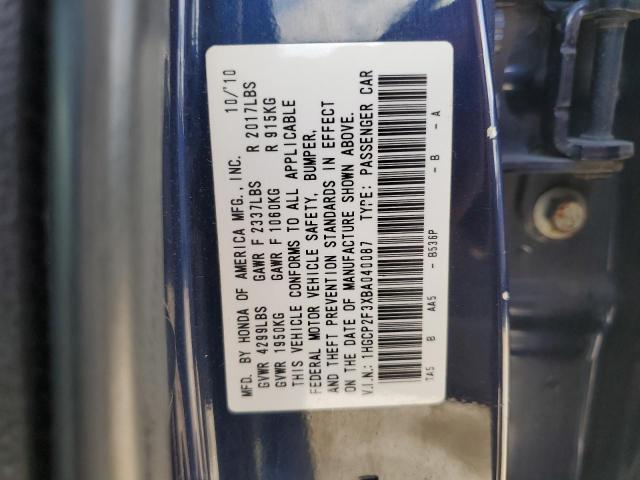 MFD. BY HONDA OF AMERICA MFG., INC. 10/'10
GVWR 4299LBS GAWR F 2337LBS R 2017LBS
GVWR 1950KG GAWR F 1060KG R 915KG
THIS VEHICLE CONFORMS TO ALL APPLICABLE
FEDERAL MOTOR VEHICLE SAFETY, BUMPER,
AND THEFT PREVENTION STANDARDS IN EFFECT
ON THE DATE OF MANUFACTURE SHOWN ABOVE.
V.I.N.: 1HGCP2F3XBA040087 TYPE: PASSENGER CAR
TA5 B AA5 - B536P - B - A